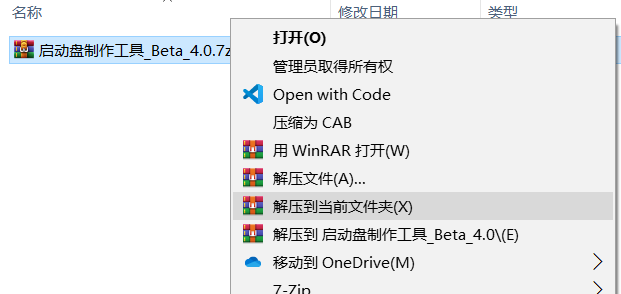 名称 修改日期 类型
启动盘制作工具_Beta_4.0.7z
打开(O)
管理员取得所有权
Open with Code
压缩为 CAB
用 WinRAR 打开(W)
解压文件(A)...
解压到当前文件夹(X)
解压到 启动盘制作工具_Beta_4.0\(E)
移动到 OneDrive(M)
7-Zip